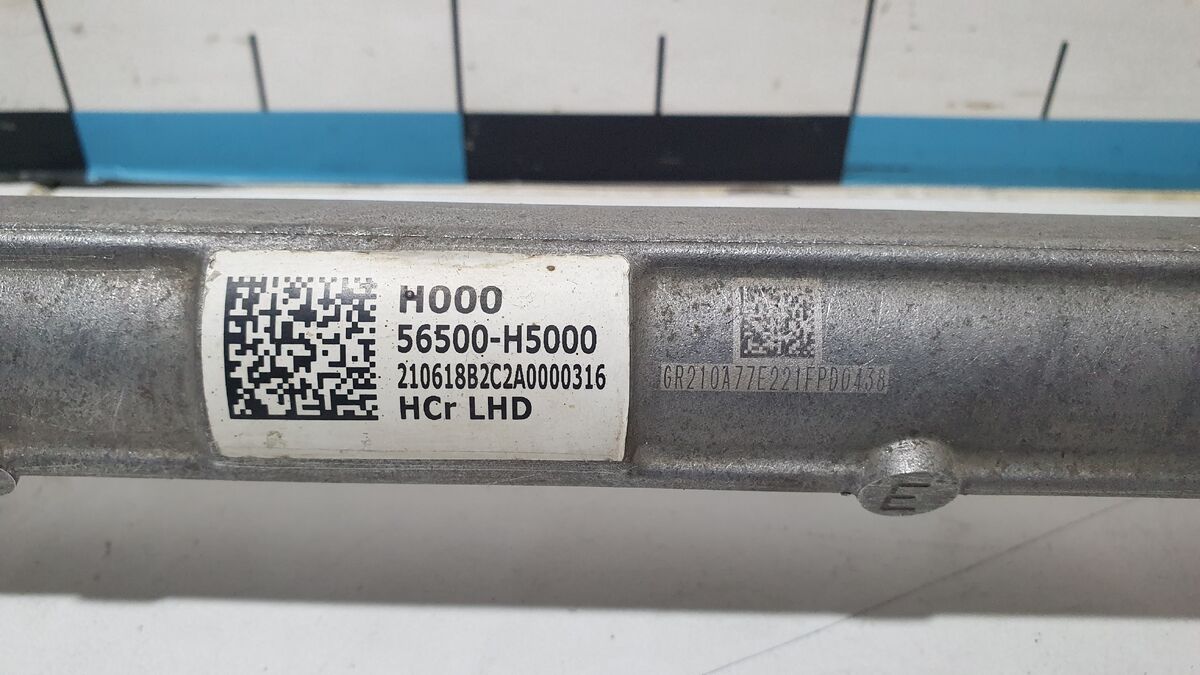 H000
56500-H5000
210618B2C2A0000316
HCr LHD
GR210A77E221FPD0438
E